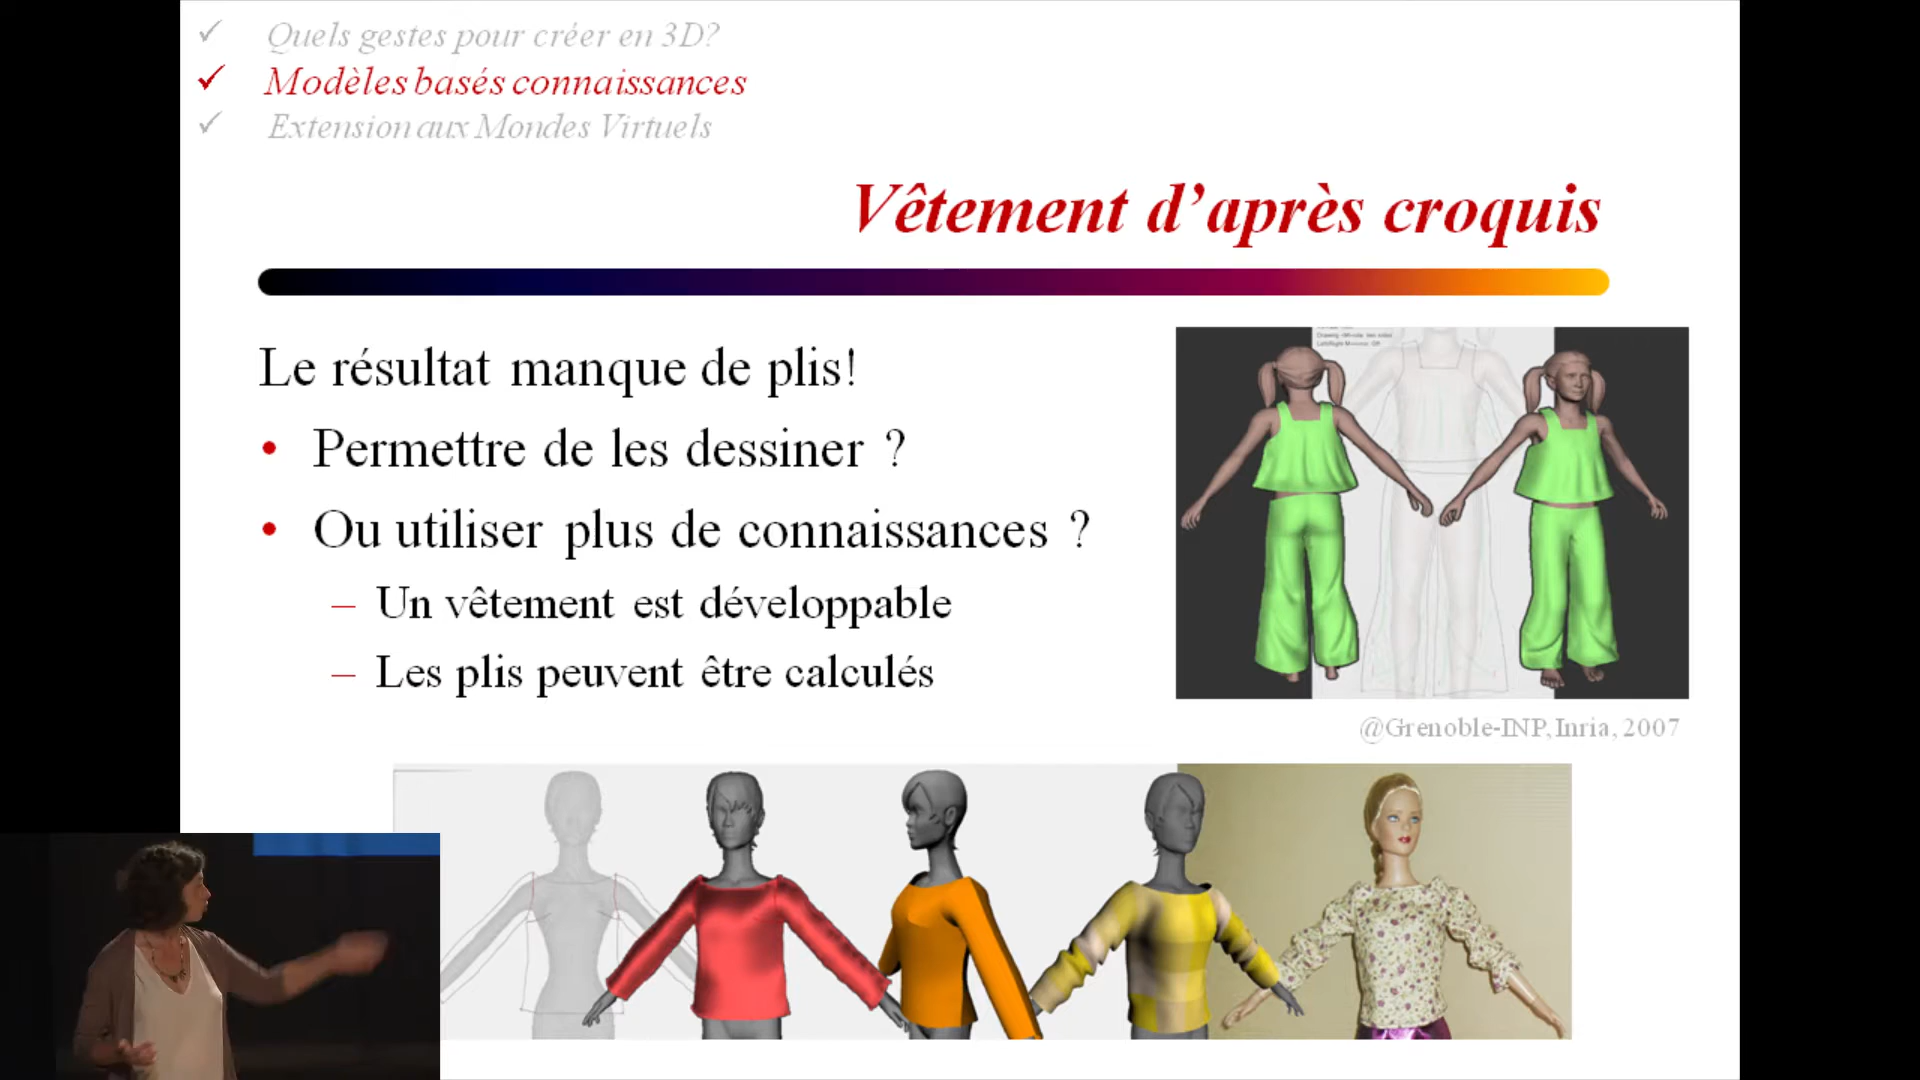 Quels gestes pour créer en 3D?
Modèles basés connaissances
Extension aux Mondes Virtuels
Vêtement d’après croquis
Le résultat manque de plis!
Permettre de les dessiner ?
Ou utiliser plus de connaissances ?
– Un vêtement est développable
– Les plis peuvent être calculés
@Grenoble-INP, Inria, 2007